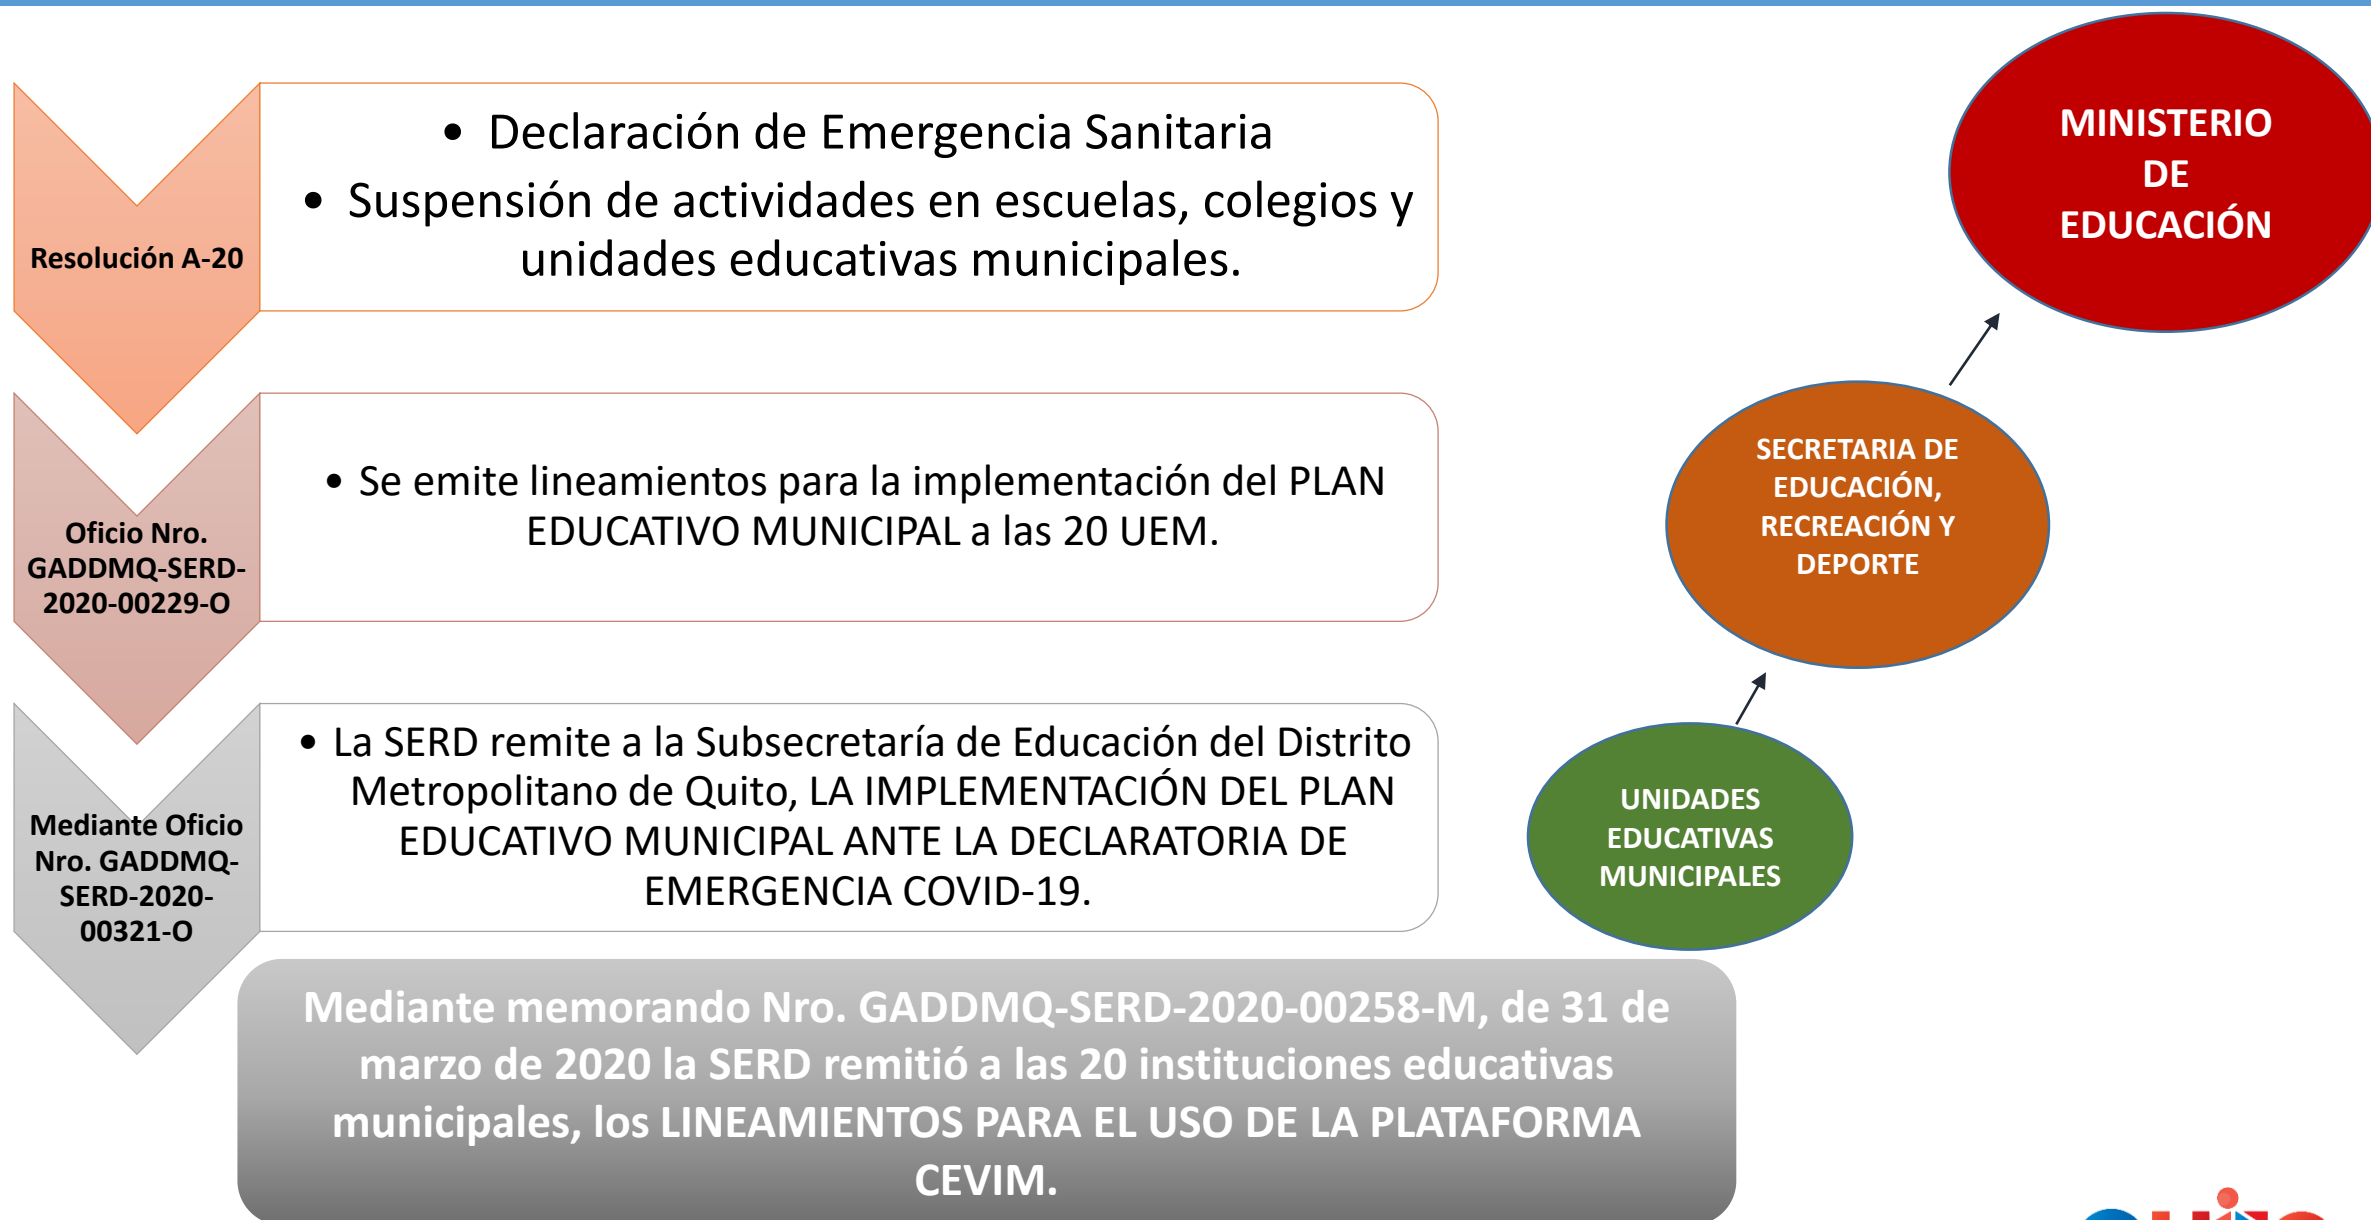 Resolución A-20
• Declaración de Emergencia Sanitaria
• Suspensión de actividades en escuelas, colegios y
unidades educativas municipales.
Oficio Nro.
GADDMQ-SERD-
2020-00229-O
• Se emite lineamientos para la implementación del PLAN
EDUCATIVO MUNICIPAL a las 20 UEM.
Mediante Oficio
Nro. GADDMQ-
SERD-2020-
00321-O
• La SERD remite a la Subsecretaría de Educación del Distrito
Metropolitano de Quito, LA IMPLEMENTACIÓN DEL PLAN
EDUCATIVO MUNICIPAL ANTE LA DECLARATORIA DE
EMERGENCIA COVID-19.
Mediante memorando Nro. GADDMQ-SERD-2020-00258-M, de 31 de
marzo de 2020 la SERD remitió a las 20 instituciones educativas
municipales, los LINEAMIENTOS PARA EL USO DE LA PLATAFORMA
CEVIM.
MINISTERIO
DE
EDUCACIÓN
SECRETARIA DE
EDUCACIÓN,
RECREACIÓN Y
DEPORTE
UNIDADES
EDUCATIVAS
MUNICIPALES